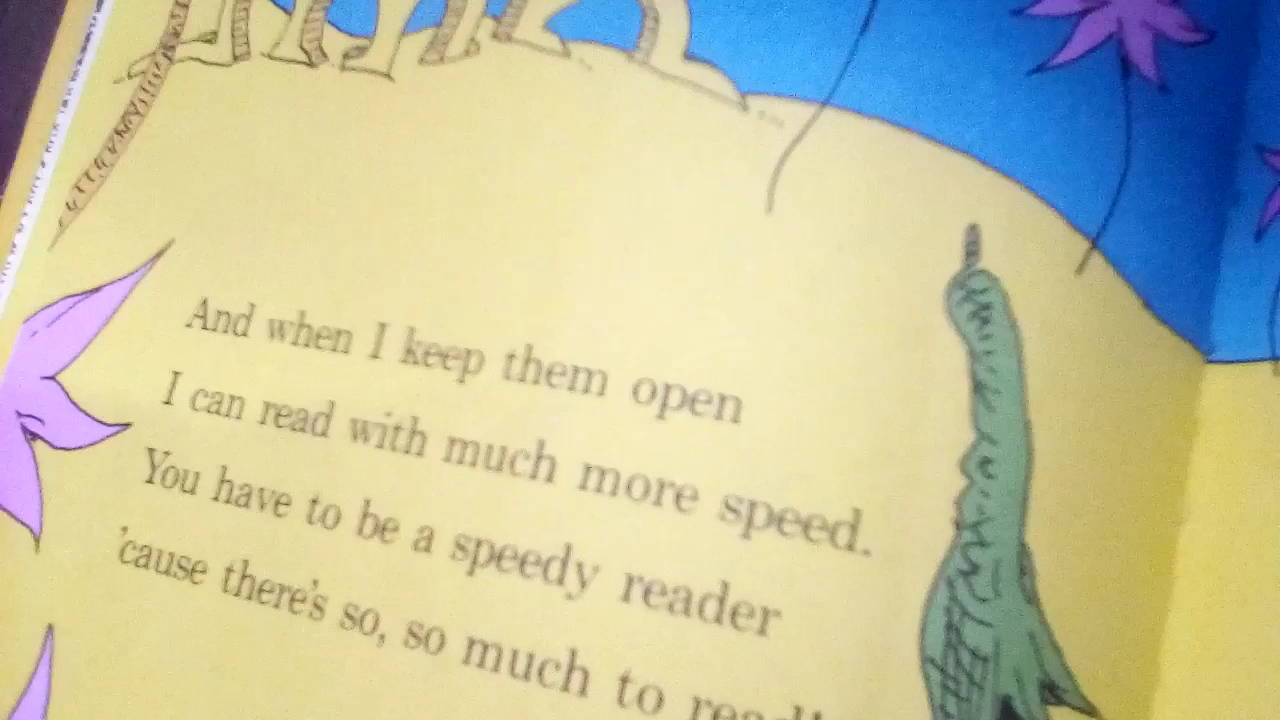 And when I keep them open
I can read with much more speed.
You have to be a speedy reader
'cause there's so, so much to read!